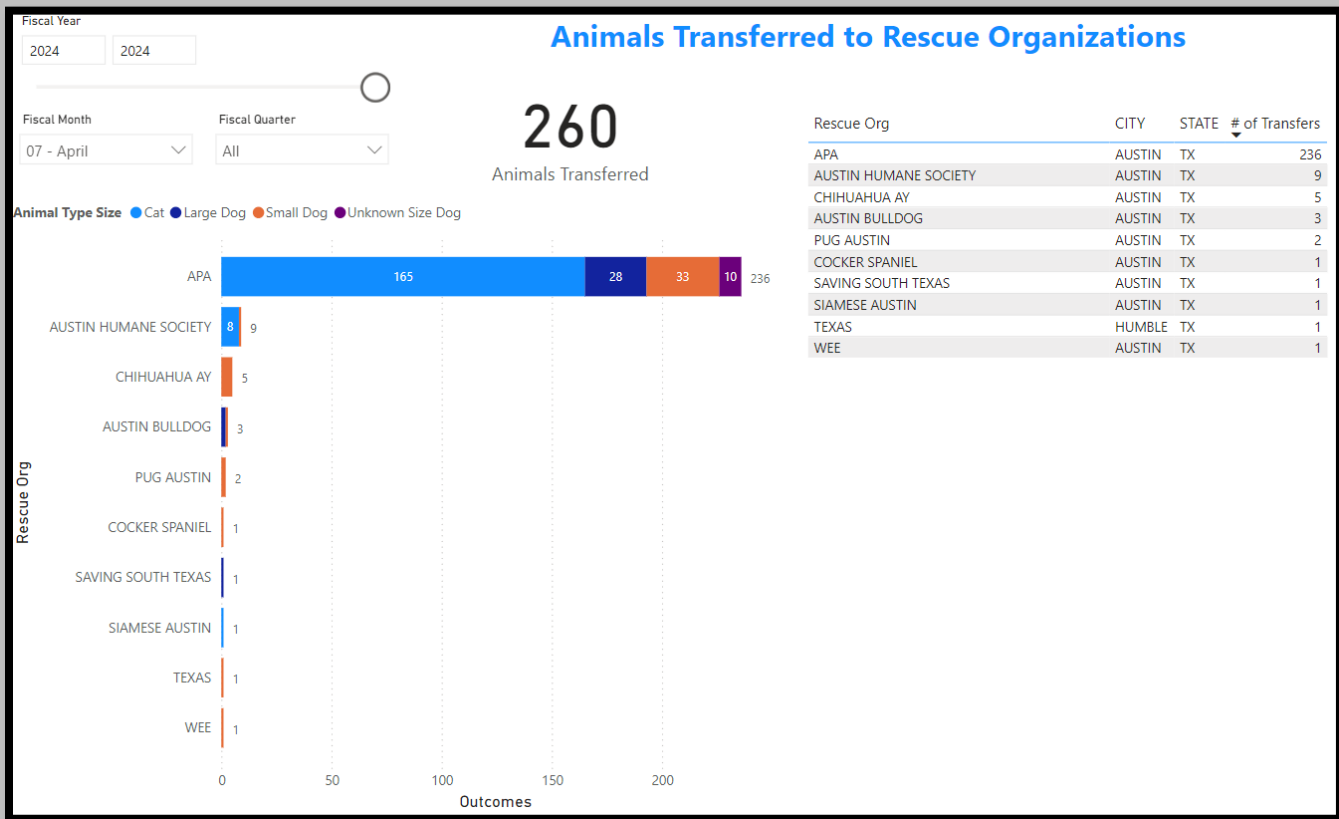 Fiscal Year
2024 2024
Animals Transferred to Rescue Organizations
Fiscal Month Fiscal Quarter
07 - April All
260
Animals Transferred
Animal Type Size Cat Large Dog Small Dog Unknown Size Dog
Rescue Org
APA 165 28 33 10 236
AUSTIN HUMANE SOCIETY 8 9
CHIHUAHUA AY 5
AUSTIN BULLDOG 3
PUG AUSTIN 2
COCKER SPANIEL 1
SAVING SOUTH TEXAS 1
SIAMESE AUSTIN 1
TEXAS 1
WEE 1
0 50 100 150 200
Outcomes
Rescue Org CITY STATE # of Transfers
APA AUSTIN TX 236
AUSTIN HUMANE SOCIETY AUSTIN TX 9
CHIHUAHUA AY AUSTIN TX 5
AUSTIN BULLDOG AUSTIN TX 3
PUG AUSTIN AUSTIN TX 2
COCKER SPANIEL AUSTIN TX 1
SAVING SOUTH TEXAS AUSTIN TX 1
SIAMESE AUSTIN AUSTIN TX 1
TEXAS HUMBLE TX 1
WEE AUSTIN TX 1